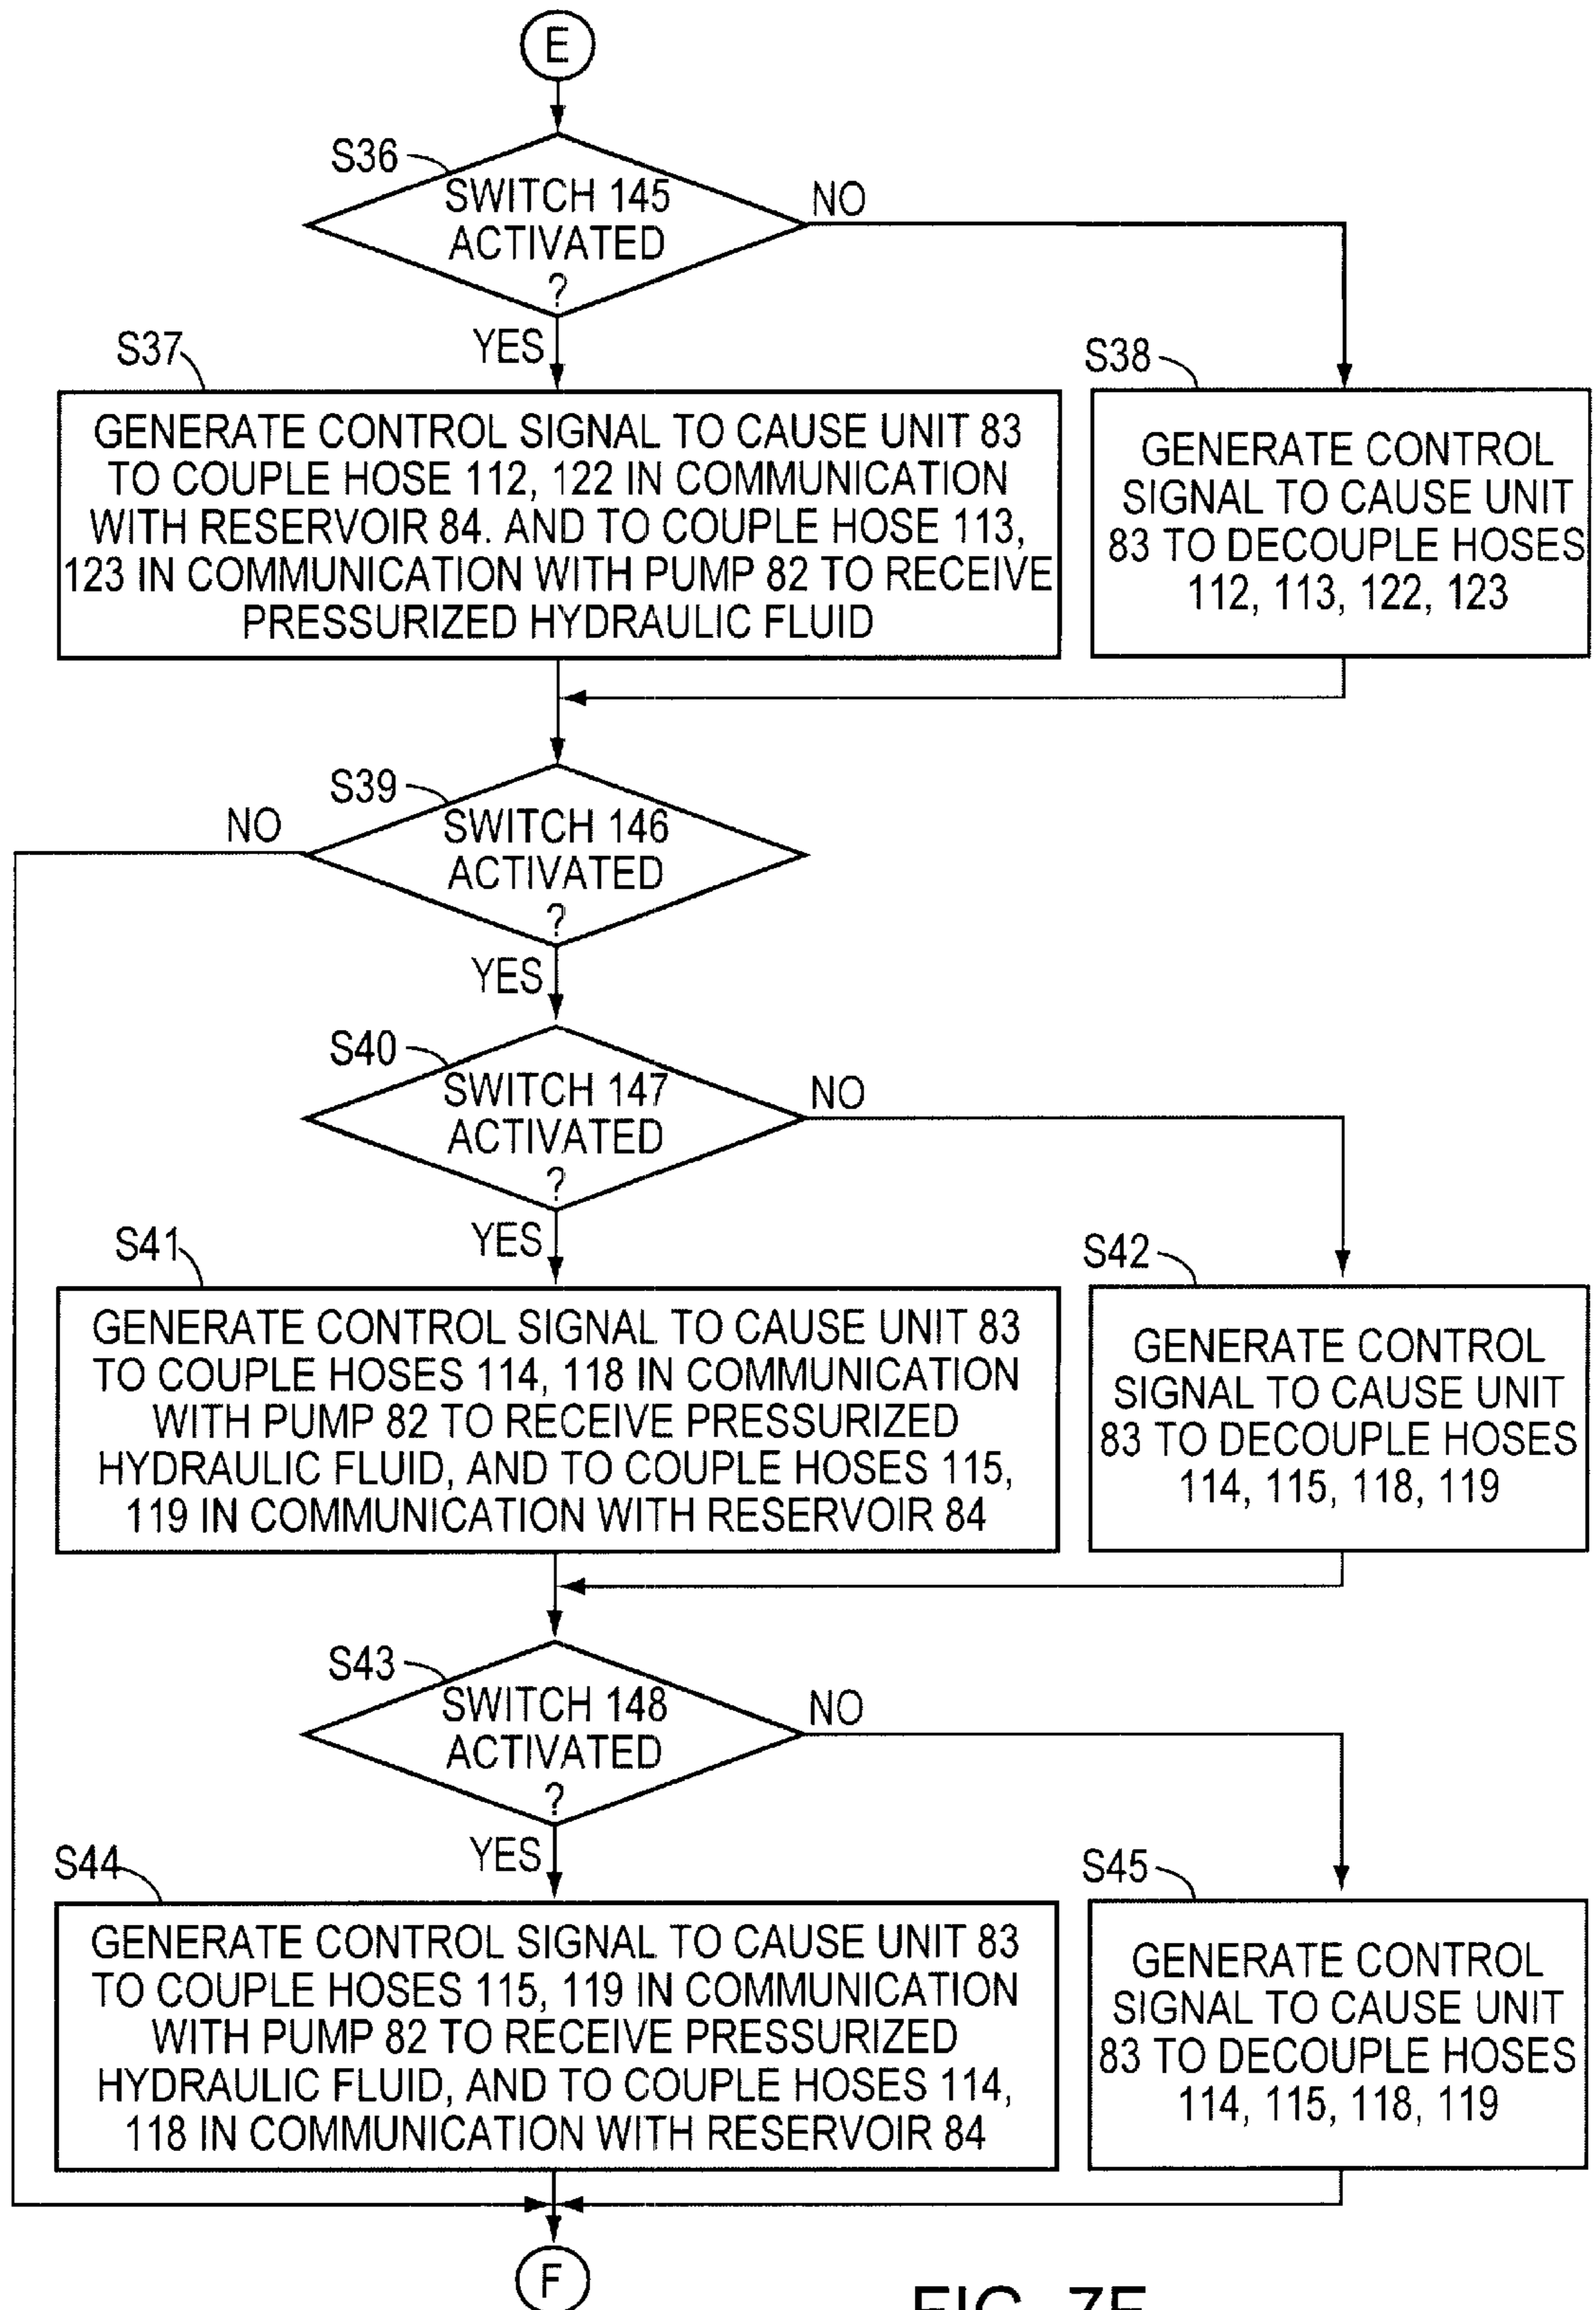 E
S36
SWITCH 145
ACTIVATED
?
NO
YES
S37
GENERATE CONTROL SIGNAL TO CAUSE UNIT 83
TO COUPLE HOSE 112, 122 IN COMMUNICATION
WITH RESERVOIR 84. AND TO COUPLE HOSE 113,
123 IN COMMUNICATION WITH PUMP 82 TO RECEIVE
PRESSURIZED HYDRAULIC FLUID
S38
GENERATE CONTROL
SIGNAL TO CAUSE UNIT
83 TO DECOUPLE HOSES
112, 113, 122, 123
S39
SWITCH 146
ACTIVATED
?
NO
YES
S40
SWITCH 147
ACTIVATED
?
NO
YES
S41
GENERATE CONTROL SIGNAL TO CAUSE UNIT 83
TO COUPLE HOSES 114, 118 IN COMMUNICATION
WITH PUMP 82 TO RECEIVE PRESSURIZED
HYDRAULIC FLUID, AND TO COUPLE HOSES 115,
119 IN COMMUNICATION WITH RESERVOIR 84
S42
GENERATE CONTROL
SIGNAL TO CAUSE UNIT
83 TO DECOUPLE HOSES
114, 115, 118, 119
S43
SWITCH 148
ACTIVATED
?
NO
YES
S44
GENERATE CONTROL SIGNAL TO CAUSE UNIT 83
TO COUPLE HOSES 115, 119 IN COMMUNICATION
WITH PUMP 82 TO RECEIVE PRESSURIZED
HYDRAULIC FLUID, AND TO COUPLE HOSES 114,
118 IN COMMUNICATION WITH RESERVOIR 84
S45
GENERATE CONTROL
SIGNAL TO CAUSE UNIT
83 TO DECOUPLE HOSES
114, 115, 118, 119
F